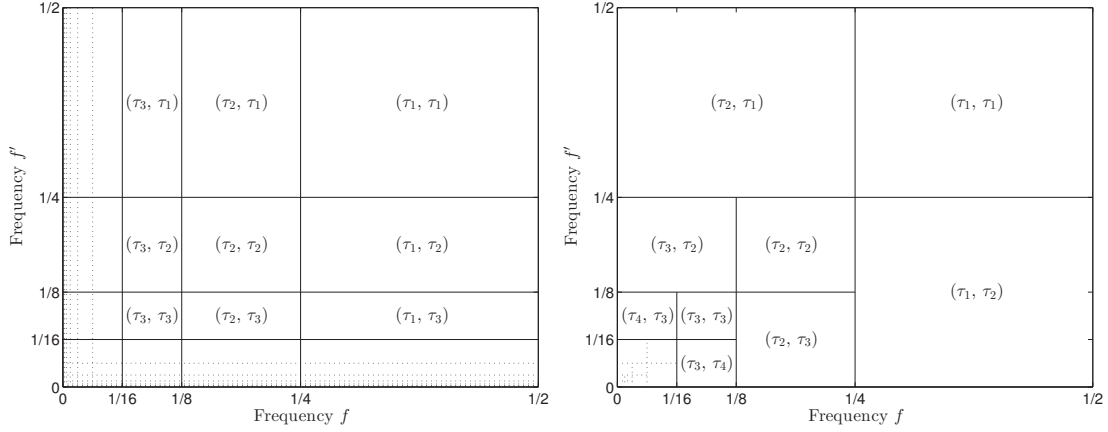 1/2
(τ₃, τ₁) (τ₂, τ₁) (τ₁, τ₁)
Frequency f′
1/4
(τ₃, τ₂) (τ₂, τ₂) (τ₁, τ₂)
1/8
(τ₃, τ₃) (τ₂, τ₃) (τ₁, τ₃)
1/16
0
0 1/16 1/8 1/4 1/2
Frequency f
1/2
(τ₂, τ₁) (τ₁, τ₁)
Frequency f′
1/4
(τ₃, τ₂) (τ₂, τ₂)
1/8
(τ₁, τ₂)
(τ₄, τ₃) (τ₃, τ₃)
1/16
(τ₂, τ₃)
(τ₃, τ₄)
0
0 1/16 1/8 1/4 1/2
Frequency f